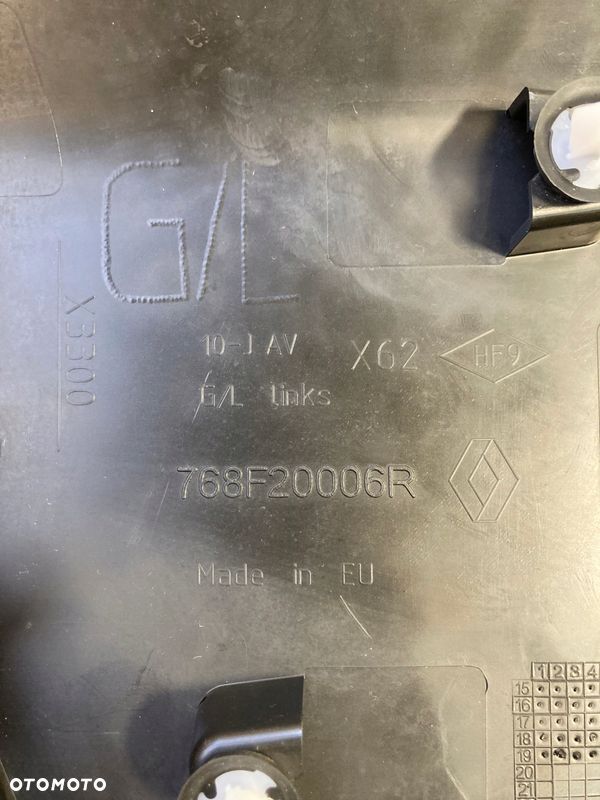 G/L
X3300
10-J AV
X62
HF9
G/L links
768F20006R
Made in EU
1 2 3 4
15
16
17
18
19
20
21
OTOMOTO